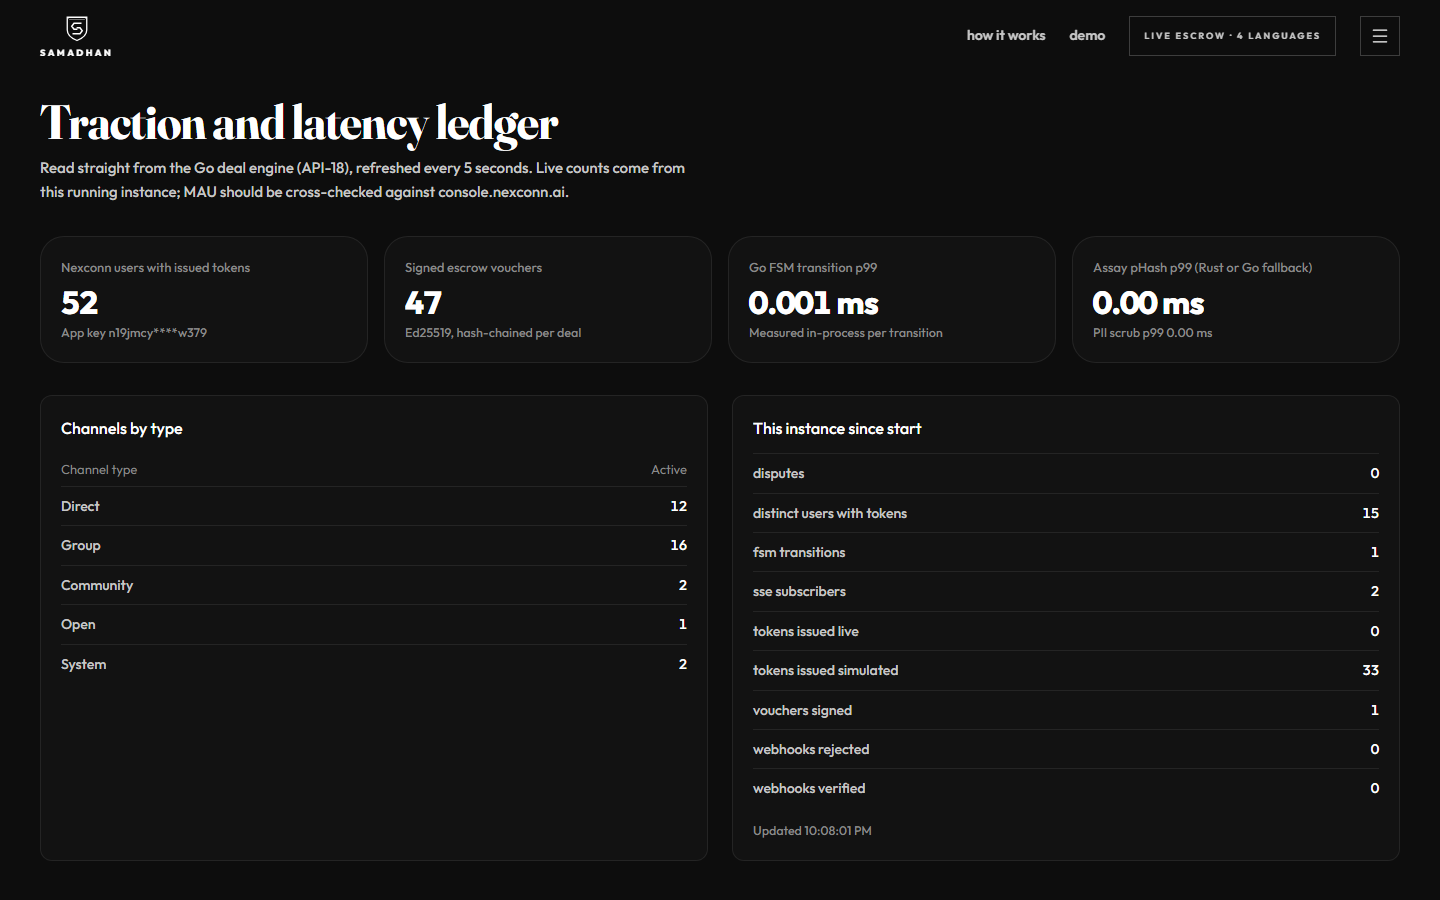 SAMADHAN
how it works
demo
LIVE ESCROW · 4 LANGUAGES
Traction and latency ledger
Read straight from the Go deal engine (API-18), refreshed every 5 seconds. Live counts come from
this running instance; MAU should be cross-checked against console.nexconn.ai.
Nexconn users with issued tokens
52
App key n19jmcy****w379
Signed escrow vouchers
47
Ed25519, hash-chained per deal
Go FSM transition p99
0.001 ms
Measured in-process per transition
Assay pHash p99 (Rust or Go fallback)
0.00 ms
PII scrub p99 0.00 ms
Channels by type
Channel type Active
Direct 12
Group 16
Community 2
Open 1
System 2
This instance since start
disputes 0
distinct users with tokens 15
fsm transitions 1
sse subscribers 2
tokens issued live 0
tokens issued simulated 33
vouchers signed 1
webhooks rejected 0
webhooks verified 0
Updated 10:08:01 PM